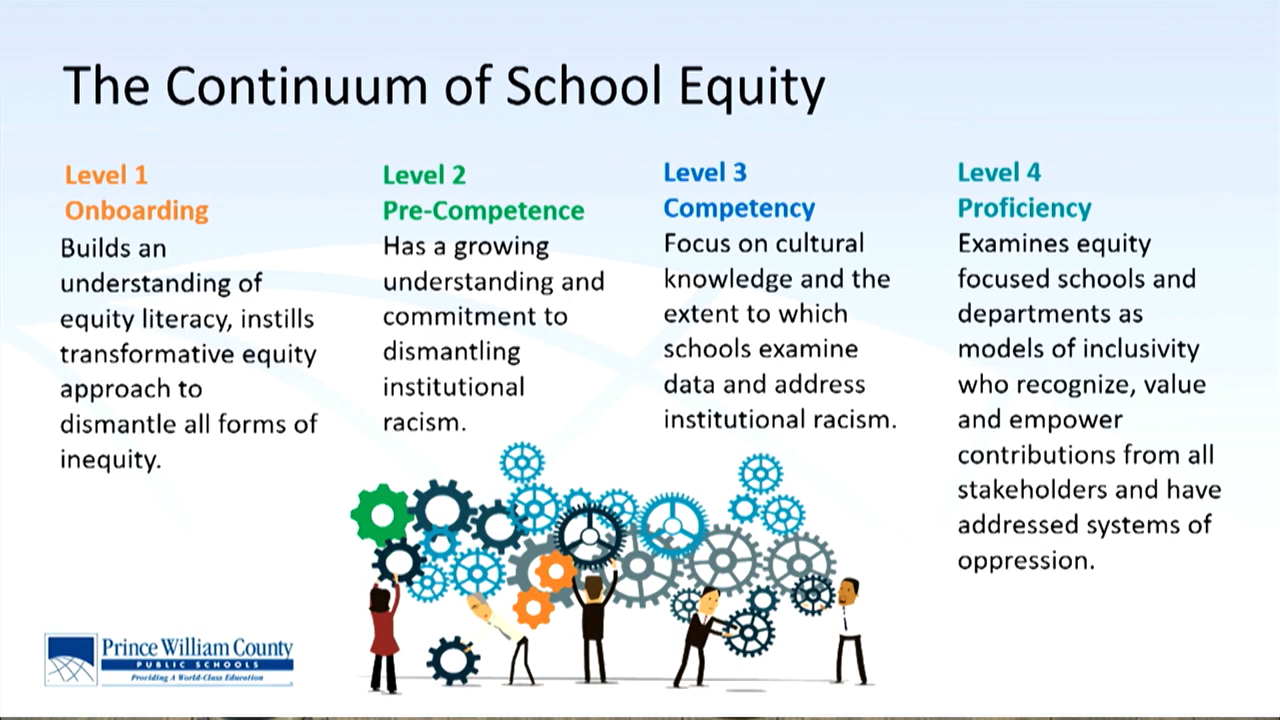 The Continuum of School Equity
Level 1
Onboarding
Builds an
understanding of
equity literacy, instills
transformative equity
approach to
dismantle all forms of
inequity.
Level 2
Pre-Competence
Has a growing
understanding and
commitment to
dismantling
institutional
racism.
Level 3
Competency
Focus on cultural
knowledge and the
extent to which
schools examine
data and address
institutional racism.
Level 4
Proficiency
Examines equity
focused schools and
departments as
models of inclusivity
who recognize, value
and empower
contributions from all
stakeholders and have
addressed systems of
oppression.
Prince William County
PUBLIC SCHOOLS
Providing A World-Class Education